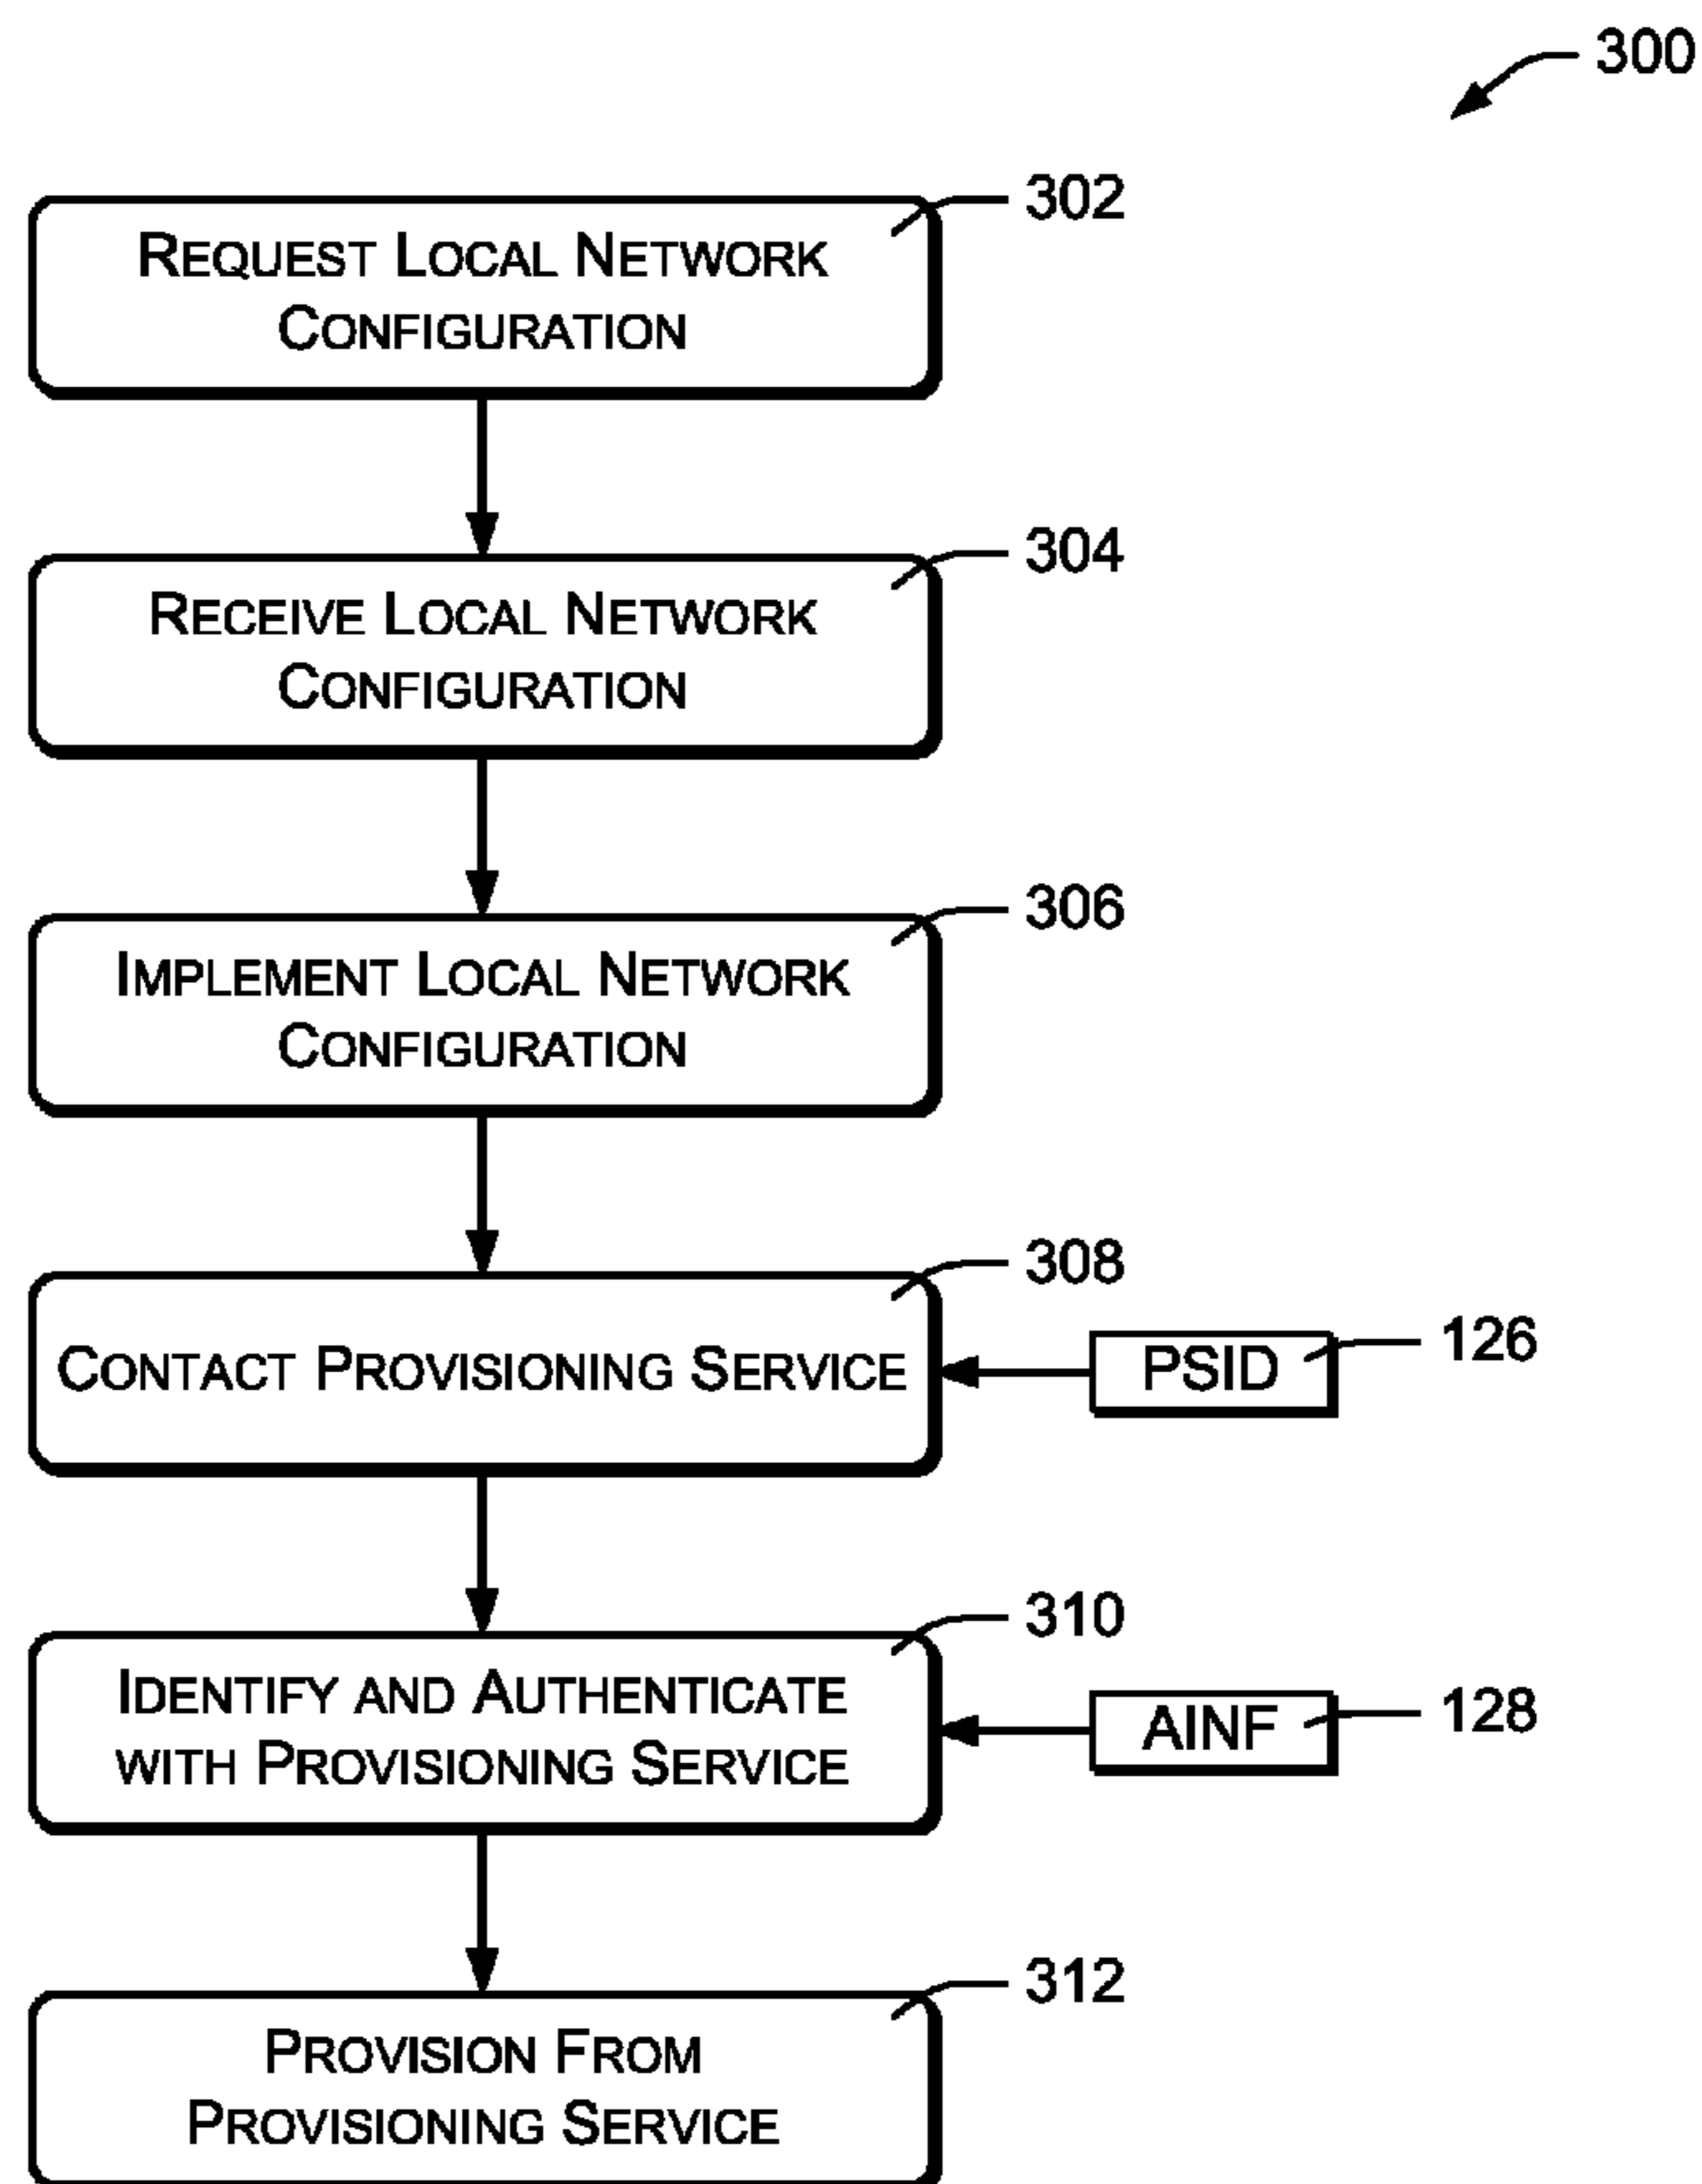 300
302
REQUEST LOCAL NETWORK
CONFIGURATION
304
RECEIVE LOCAL NETWORK
CONFIGURATION
306
IMPLEMENT LOCAL NETWORK
CONFIGURATION
308
CONTACT PROVISIONING SERVICE
PSID
126
310
IDENTIFY AND AUTHENTICATE
WITH PROVISIONING SERVICE
AINF
128
312
PROVISION FROM
PROVISIONING SERVICE